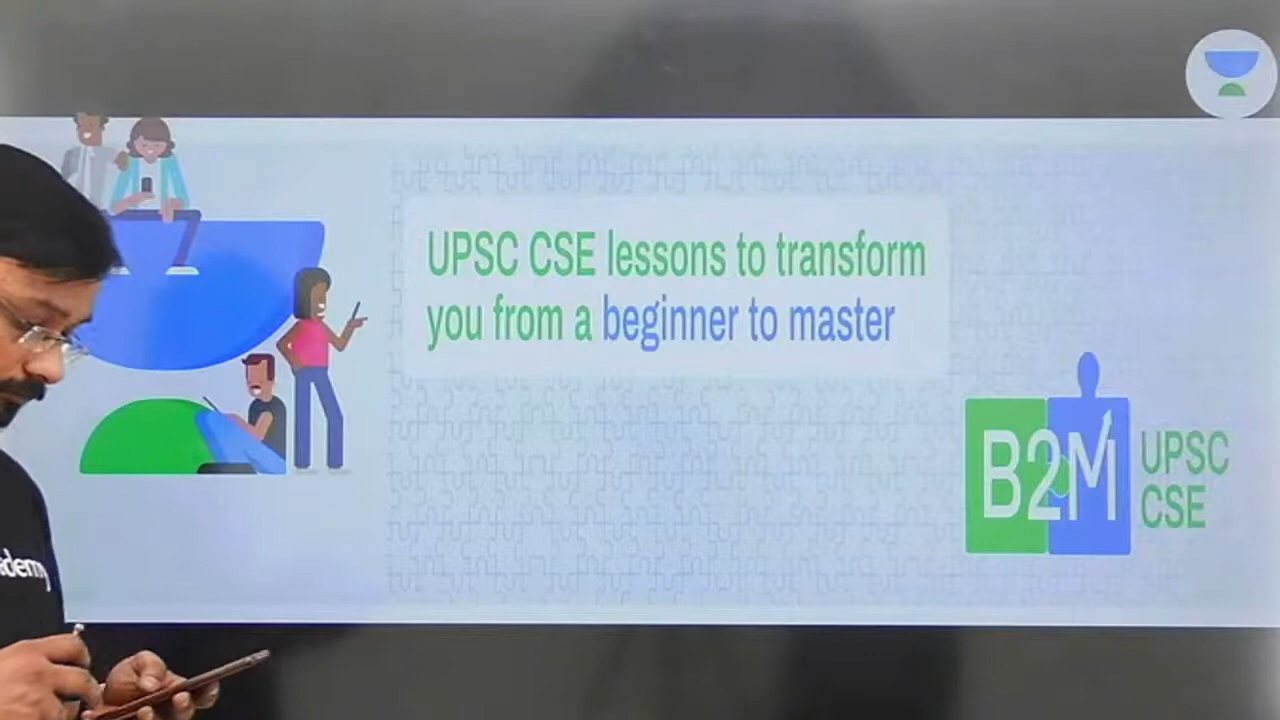 UPSC CSE lessons to transform
you from a beginner to master
B2M
UPSC
CSE